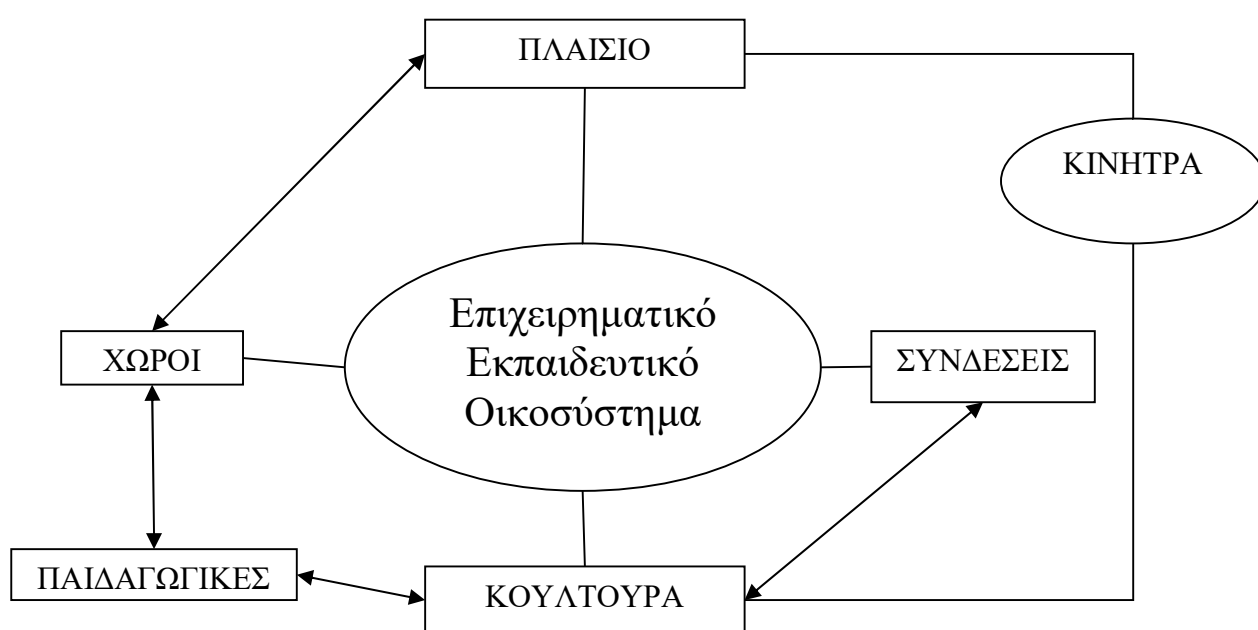 ΠΛΑΙΣΙΟ
ΚΙΝΗΤΡΑ
Επιχειρηματικό
Εκπαιδευτικό
Οικοσύστημα
ΧΩΡΟΙ
ΣΥΝΔΕΣΕΙΣ
ΠΑΙΔΑΓΩΓΙΚΕΣ
ΚΟΥΛΤΟΥΡΑ